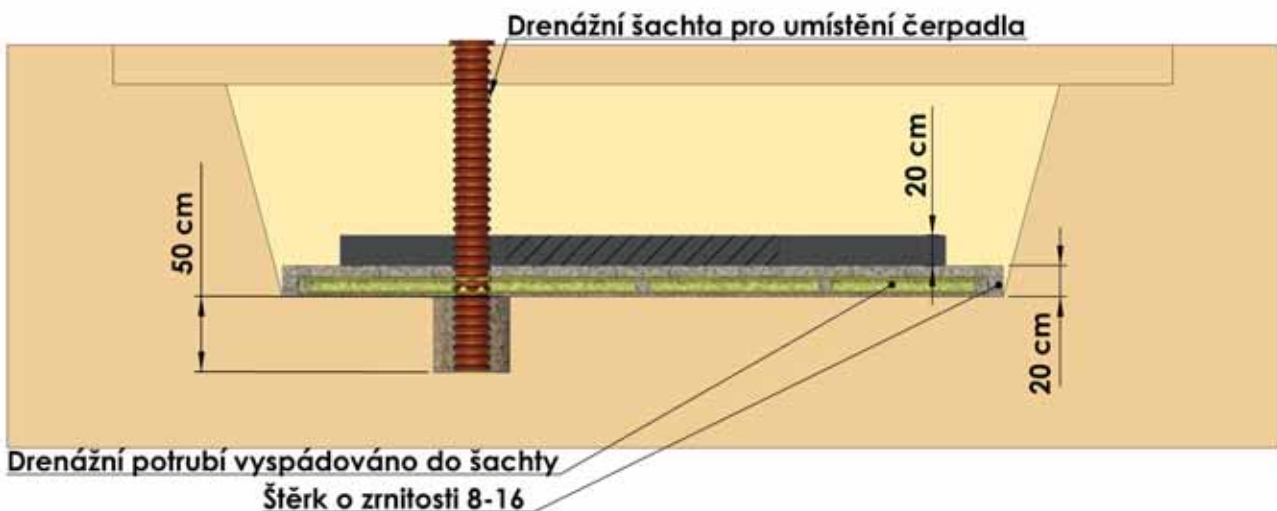 Drenážní šachta pro umístění čerpadla
20 cm
50 cm
20 cm
Drenážní potrubí vyspádováno do šachty
Štěrk o zrnitosti 8-16